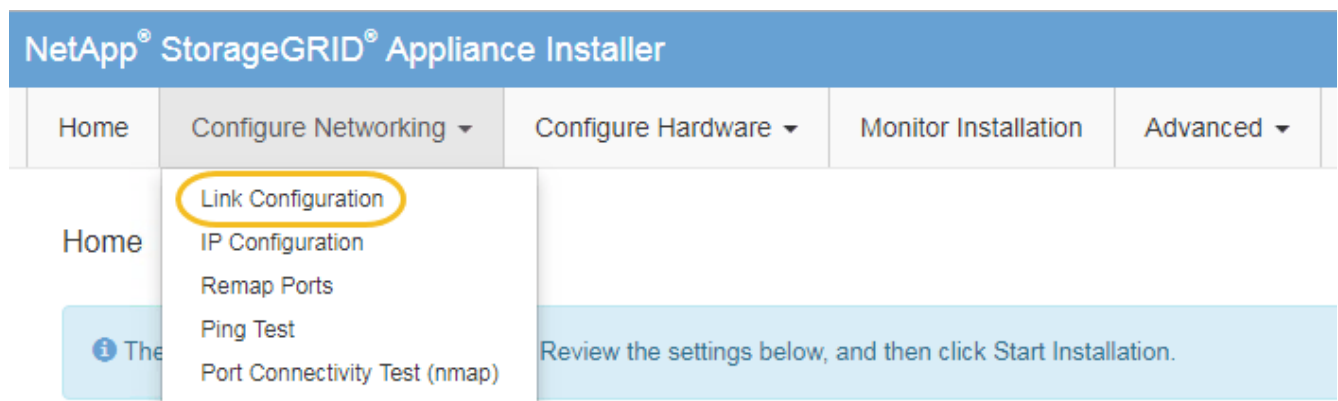 NetApp® StorageGRID® Appliance Installer
Home Configure Networking Configure Hardware Monitor Installation Advanced
Link Configuration
Home
IP Configuration
Remap Ports
Ping Test
The Review the settings below, and then click Start Installation.
Port Connectivity Test (nmap)